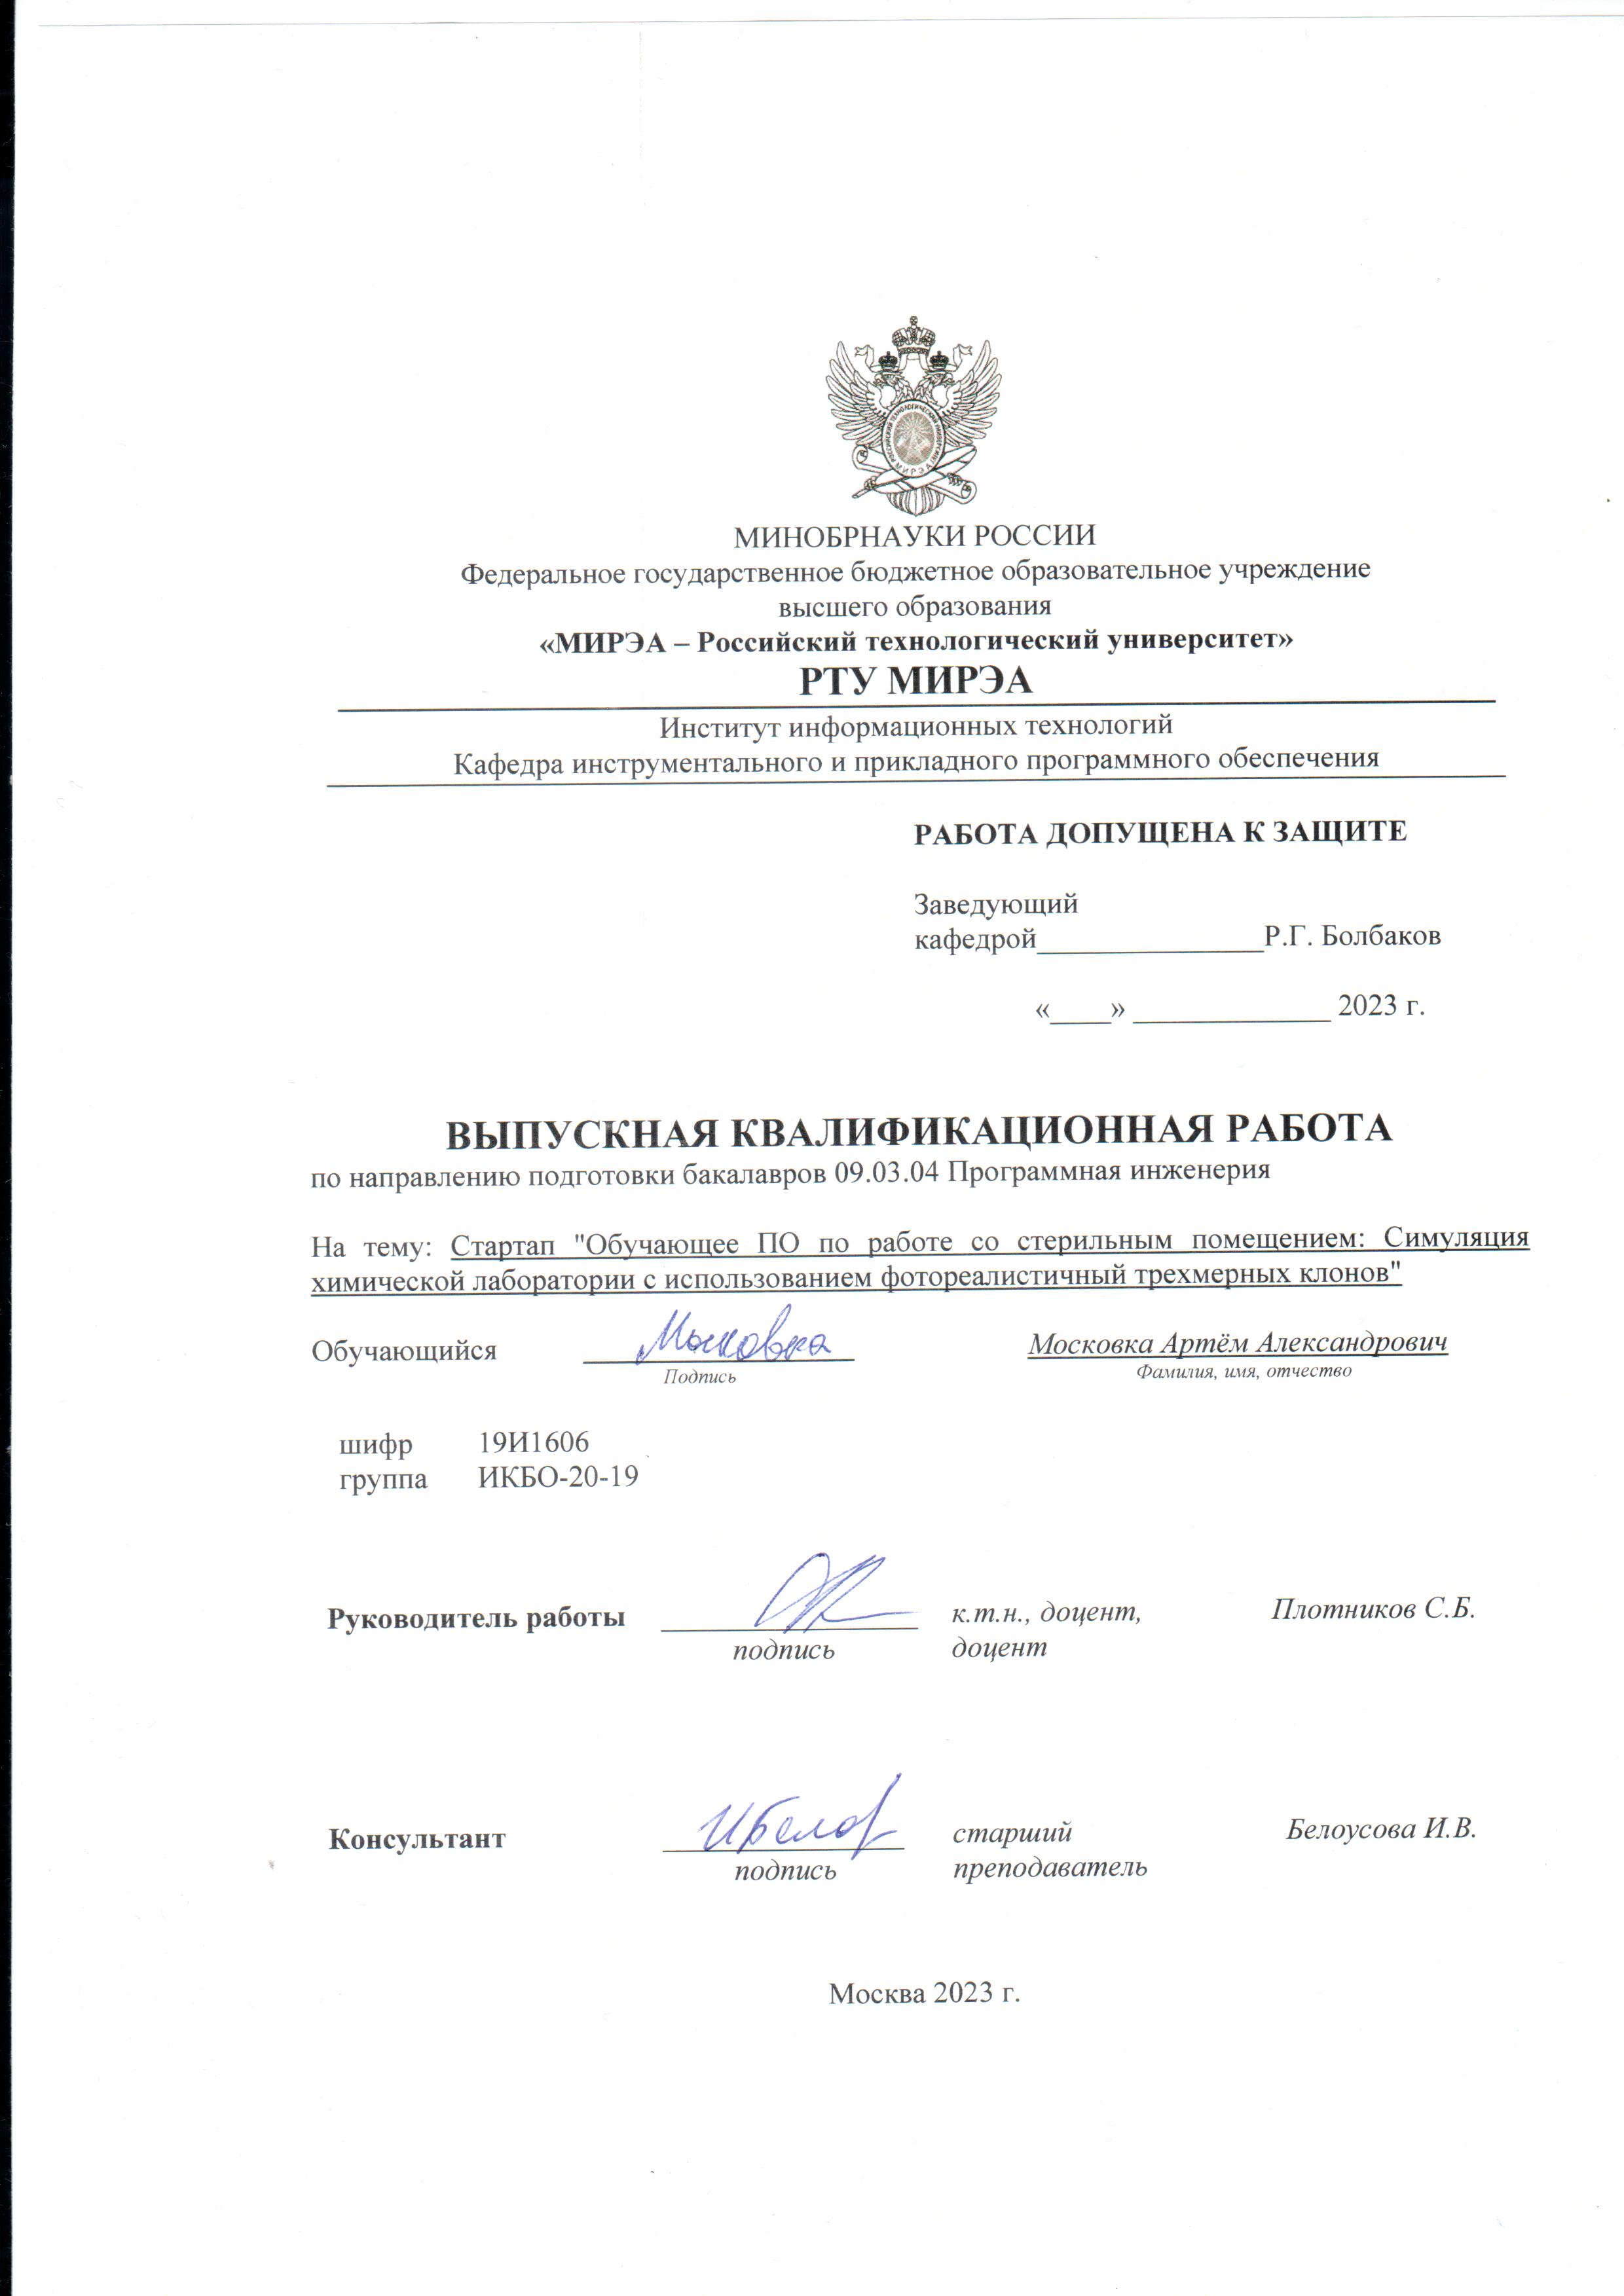 МИНОБРНАУКИ РОССИИ
Федеральное государственное бюджетное образовательное учреждение
высшего образования
«МИРЭА – Российский технологический университет»
РТУ МИРЭА
Институт информационных технологий
Кафедра инструментального и прикладного программного обеспечения
РАБОТА ДОПУЩЕНА К ЗАЩИТЕ
Заведующий
кафедрой_______________Р.Г. Болбаков
«____» _____________ 2023 г.
ВЫПУСКНАЯ КВАЛИФИКАЦИОННАЯ РАБОТА
по направлению подготовки бакалавров 09.03.04 Программная инженерия
На тему: Стартап "Обучающее ПО по работе со стерильным помещением: Симуляция
химической лаборатории с использованием фотореалистичный трехмерных клонов"
Обучающийся Московка Московка Артём Александрович
Подпись Фамилия, имя, отчество
шифр 19И1606
группа ИКБО-20-19
Руководитель работы к.т.н., доцент, Плотников С.Б.
подпись доцент
Консультант старший Белоусова И.В.
подпись преподаватель
Москва 2023 г.